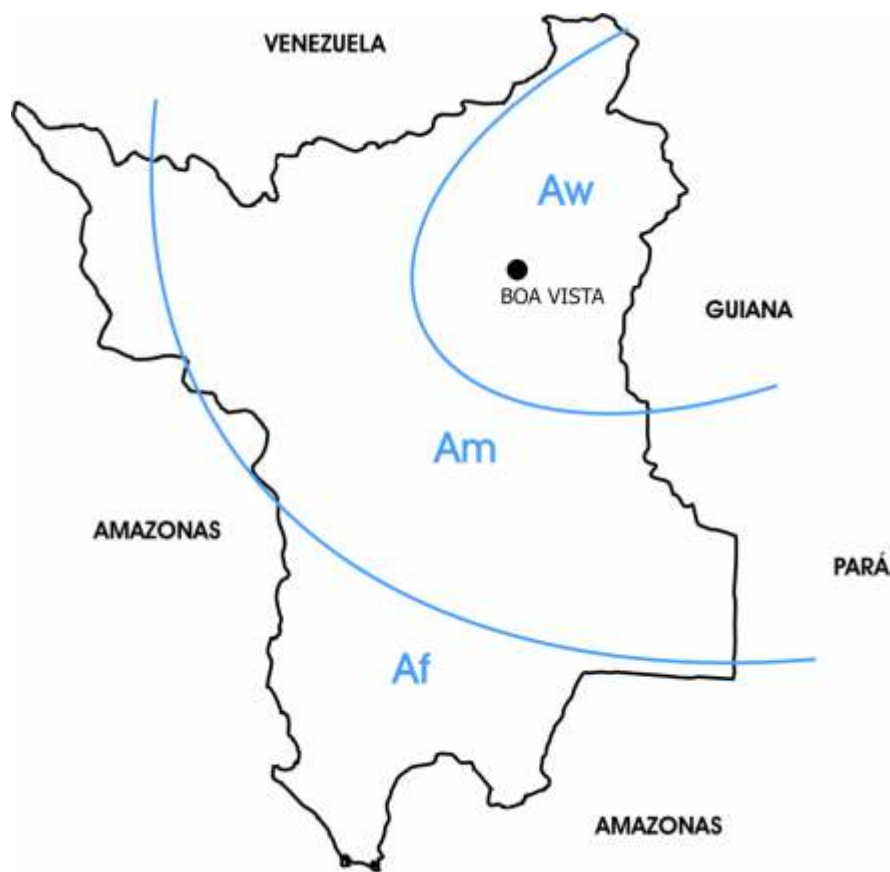 VENEZUELA
Aw
BOA VISTA
GUIANA
Am
AMAZONAS
PARÁ
Af
AMAZONAS